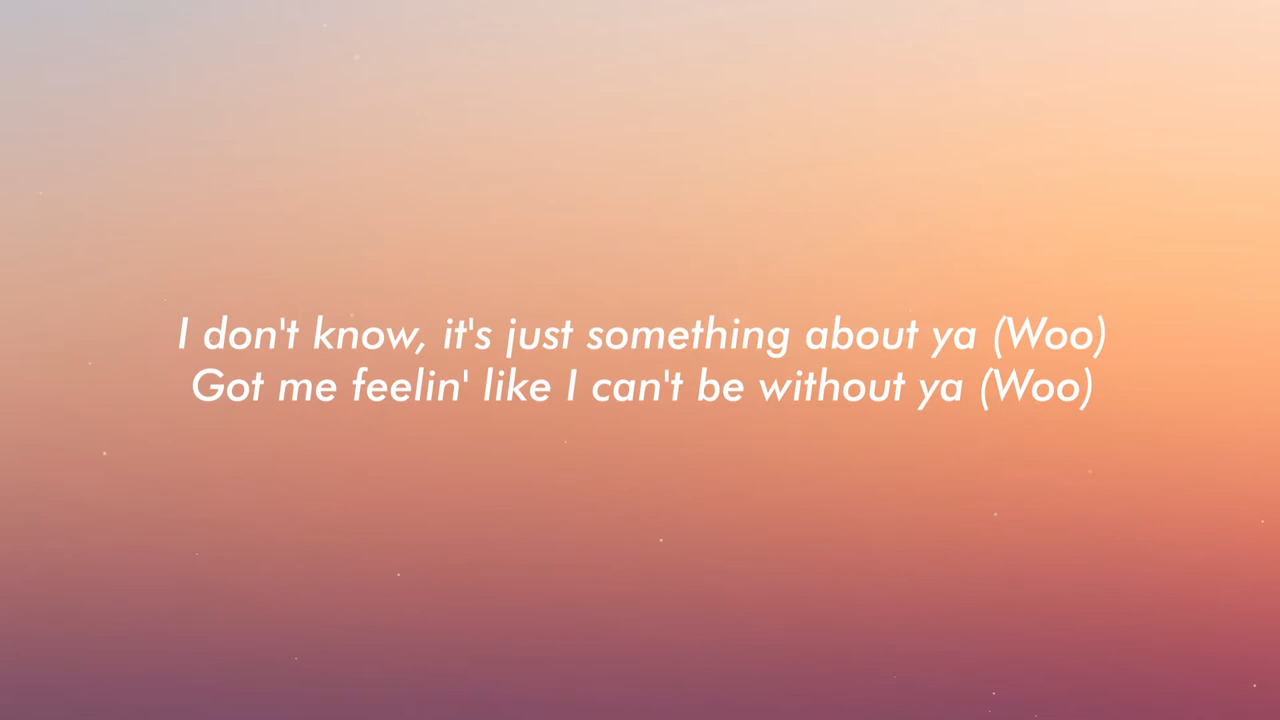 I don't know, it's just something about ya (Woo)
Got me feelin' like I can't be without ya (Woo)